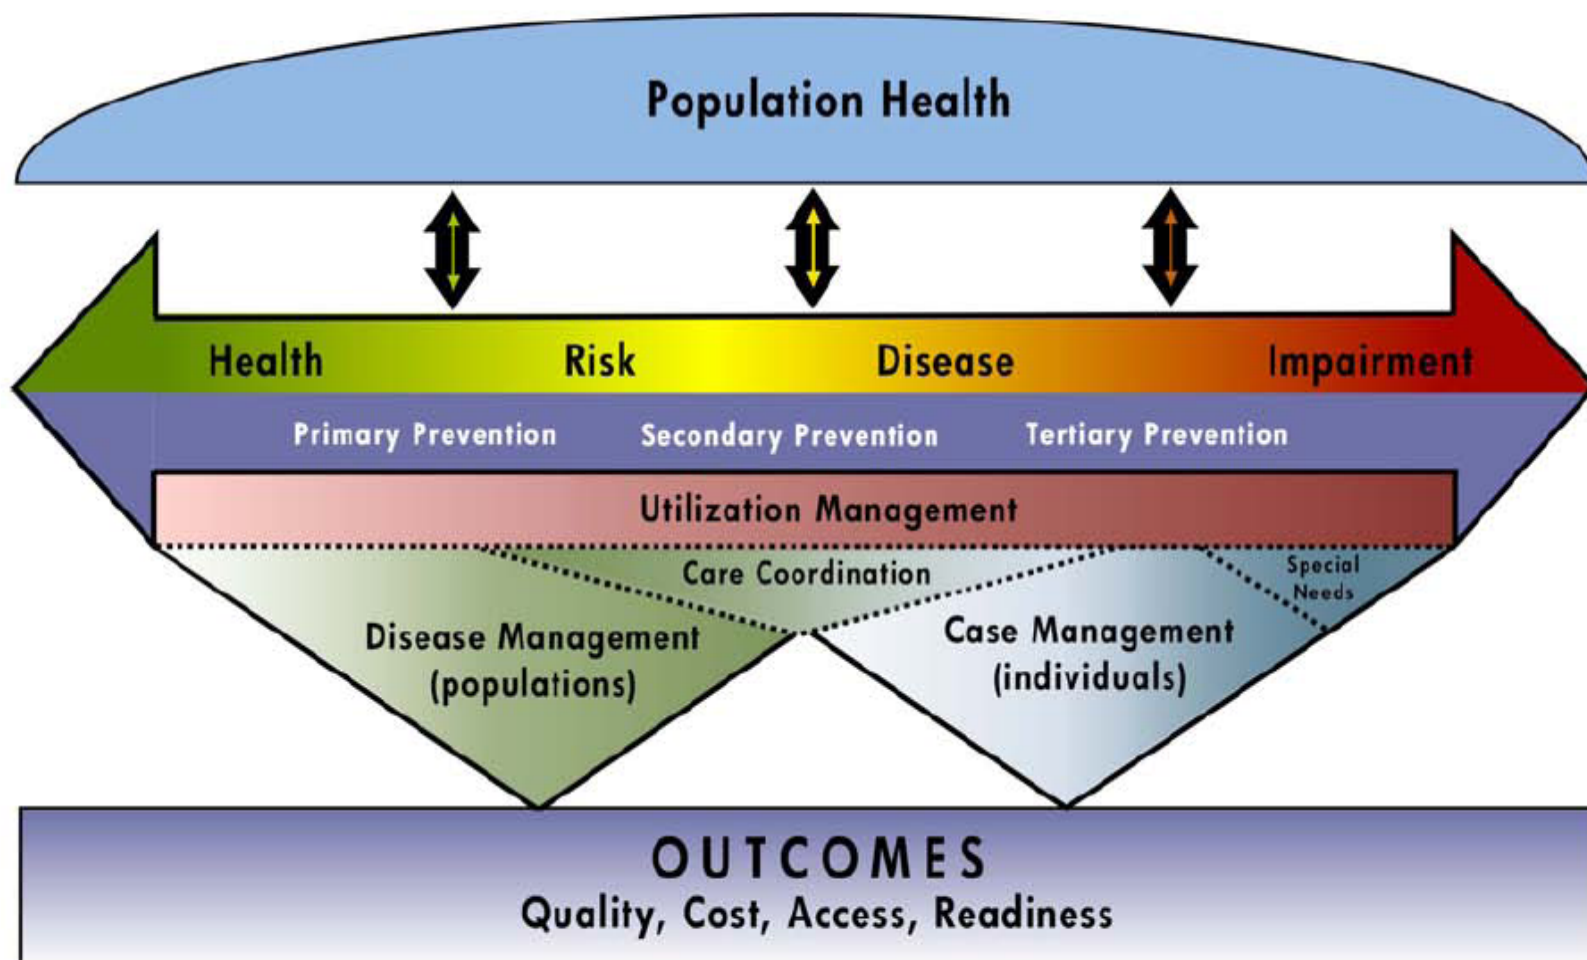 Population Health
Health Risk Disease Impairment
Primary Prevention Secondary Prevention Tertiary Prevention
Utilization Management
Care Coordination
Special
Needs
Disease Management
(populations)
Case Management
(individuals)
OUTCOMES
Quality, Cost, Access, Readiness